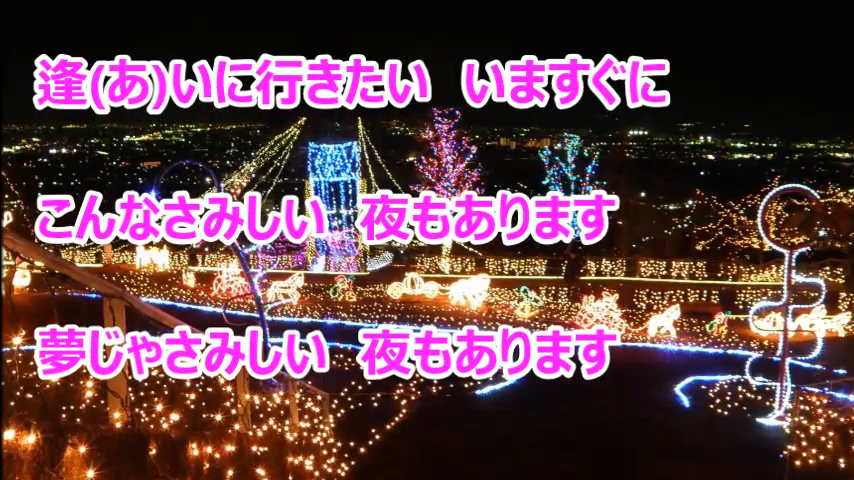 逢(あ)いに行きたい　いますぐに
こんなさみしい　夜もあります
夢じゃさみしい　夜もあります